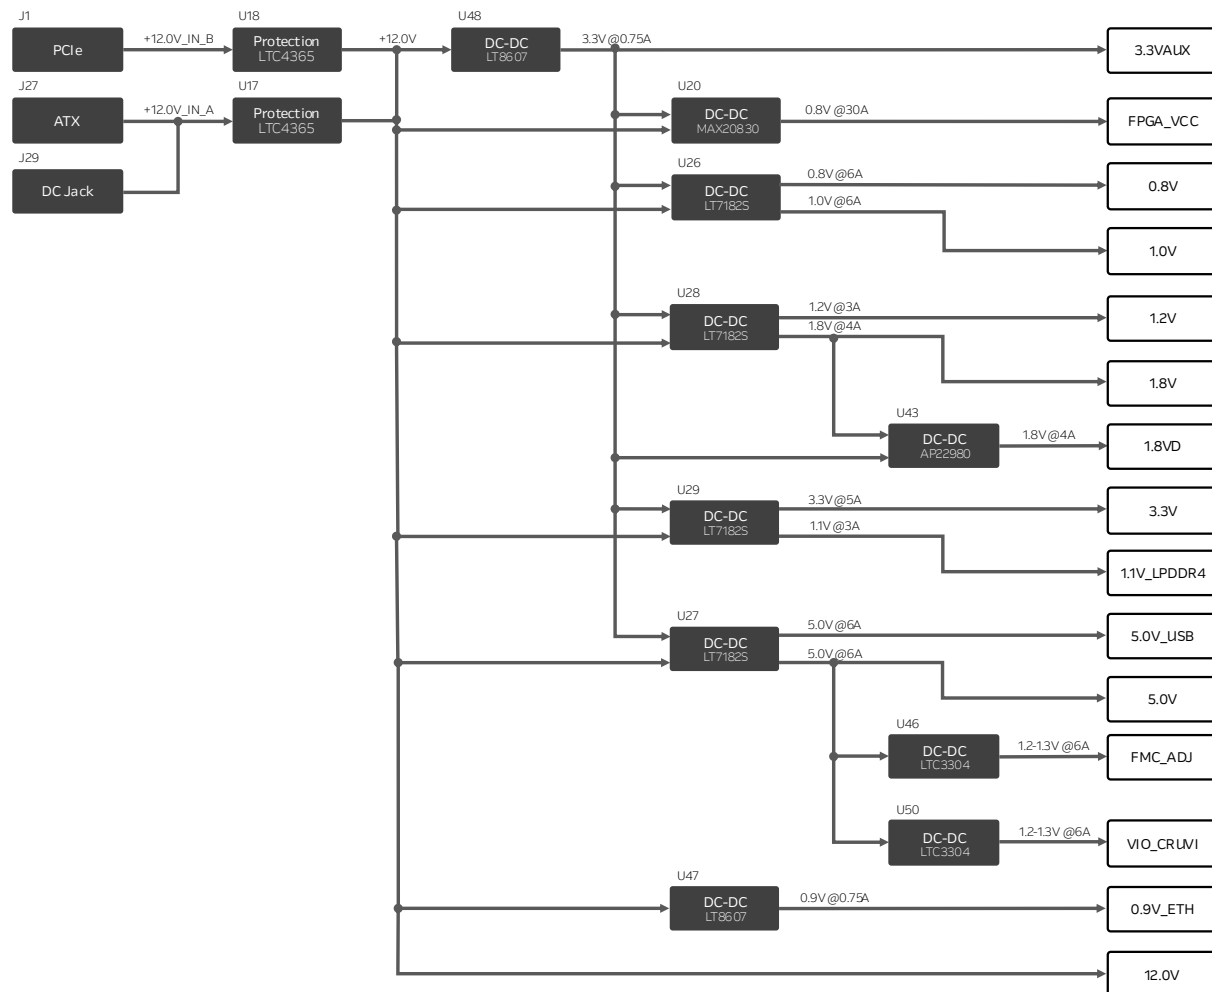 J1
PCIe
+12.0V_IN_B
U18
Protection
LTC4365
+12.0V
U48
DC-DC
LT8607
3.3V@0.75A
3.3VAUX
J27
ATX
+12.0V_IN_A
U17
Protection
LTC4365
U20
DC-DC
MAX20830
0.8V@30A
FPGA_VCC
J29
DC Jack
U26
DC-DC
LT7182S
0.8V@6A
1.0V@6A
0.8V
1.0V
U28
DC-DC
LT7182S
1.2V@3A
1.8V@4A
1.2V
1.8V
U43
DC-DC
AP22980
1.8V@4A
1.8VD
U29
DC-DC
LT7182S
3.3V@5A
1.1V@3A
3.3V
1.1V_LPDDR4
U27
DC-DC
LT7182S
5.0V@6A
5.0V@6A
5.0V_USB
5.0V
U46
DC-DC
LTC3304
1.2-1.3V@6A
FMC_ADJ
U50
DC-DC
LTC3304
1.2-1.3V@6A
VIO_CRUVI
U47
DC-DC
LT8607
0.9V@0.75A
0.9V_ETH
12.0V